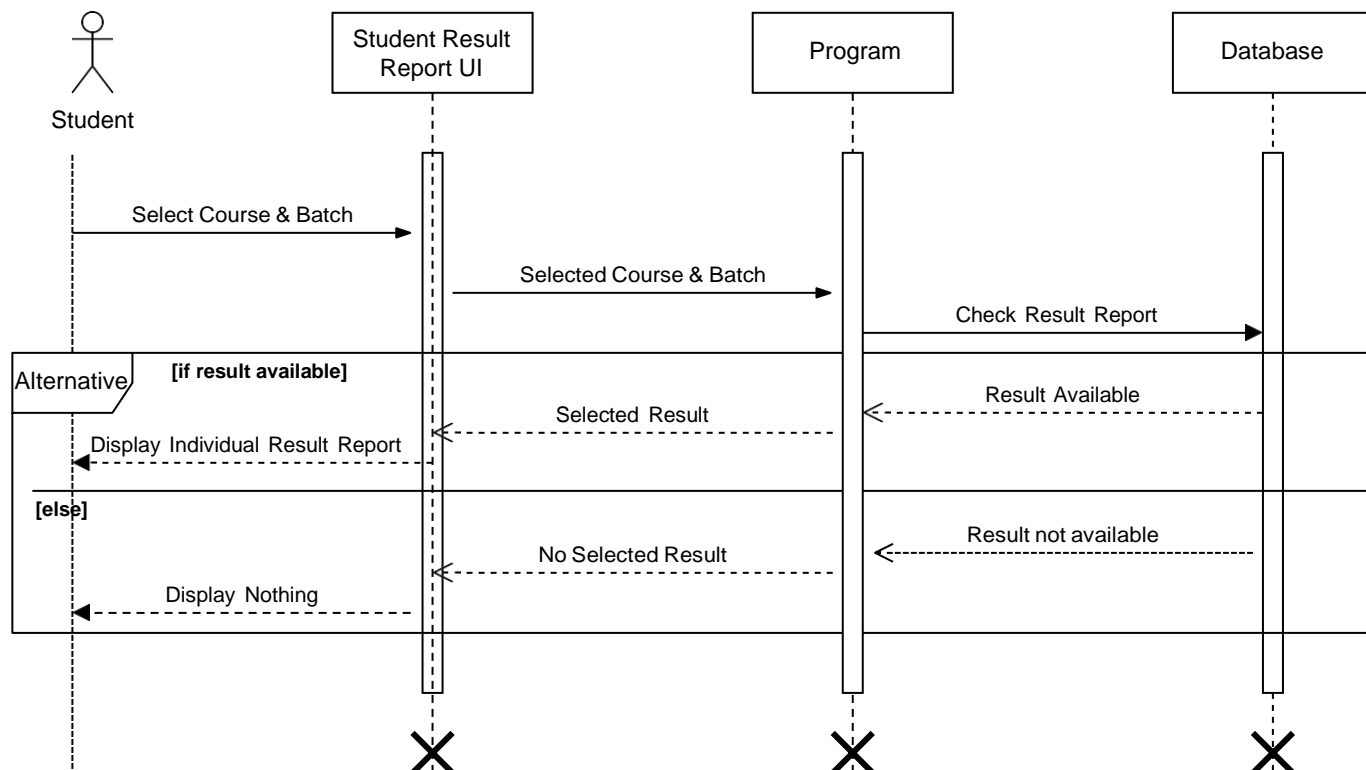 Student Result
Report UI
Program
Database
Student
Select Course & Batch
Selected Course & Batch
Check Result Report
Alternative
[if result available]
Result Available
Selected Result
Display Individual Result Report
[else]
Result not available
No Selected Result
Display Nothing